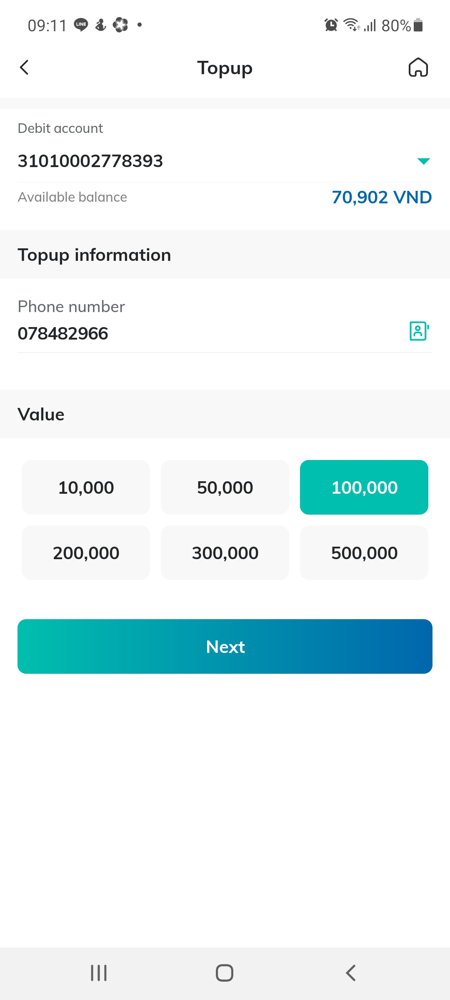 09:11 LINE 80%
Topup
Debit account
31010002778393
Available balance 70,902 VND
Topup information
Phone number
078482966
Value
10,000 50,000 100,000
200,000 300,000 500,000
Next